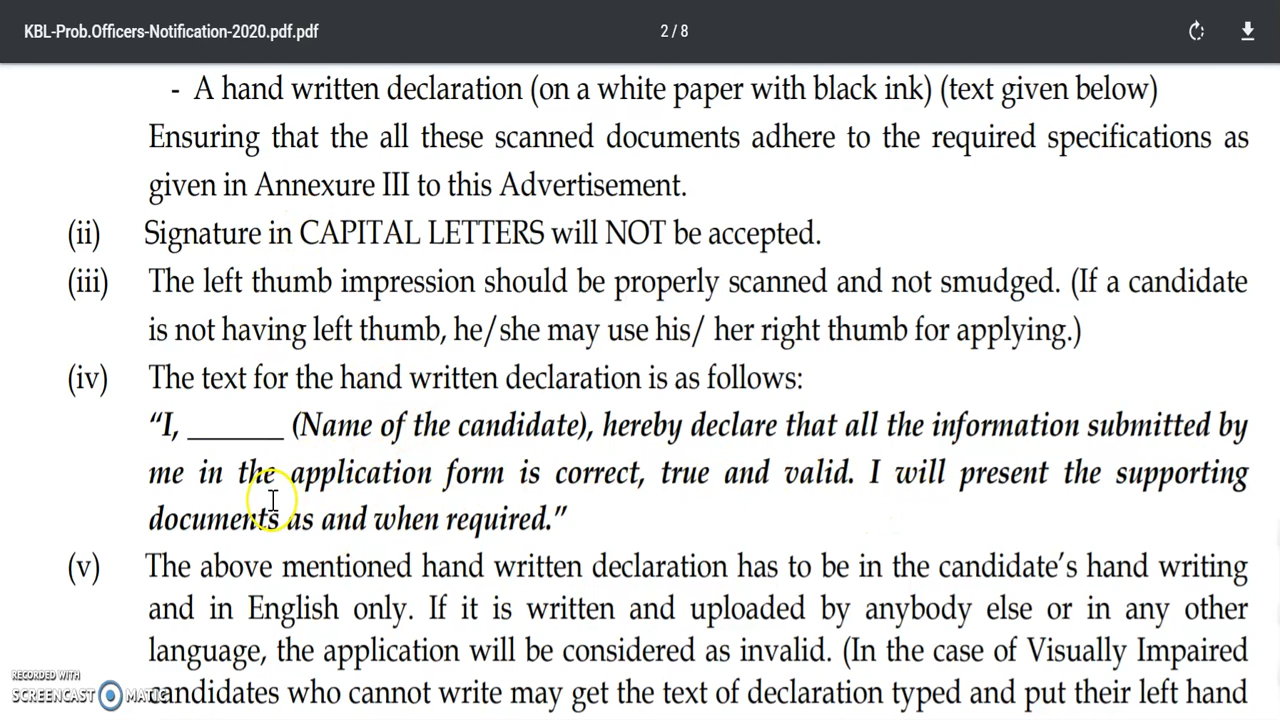 KBL-Prob.Officers-Notification-2020.pdf.pdf 2 / 8
- A hand written declaration (on a white paper with black ink) (text given below)
Ensuring that the all these scanned documents adhere to the required specifications as
given in Annexure III to this Advertisement.
(ii) Signature in CAPITAL LETTERS will NOT be accepted.
(iii) The left thumb impression should be properly scanned and not smudged. (If a candidate
is not having left thumb, he/she may use his/ her right thumb for applying.)
(iv) The text for the hand written declaration is as follows:
“I, _______ (Name of the candidate), hereby declare that all the information submitted by
me in the application form is correct, true and valid. I will present the supporting
documents as and when required.”
(v) The above mentioned hand written declaration has to be in the candidate’s hand writing
and in English only. If it is written and uploaded by anybody else or in any other
language, the application will be considered as invalid. (In the case of Visually Impaired
candidates who cannot write may get the text of declaration typed and put their left hand
RECORDED WITH
SCREENCAST MATIC